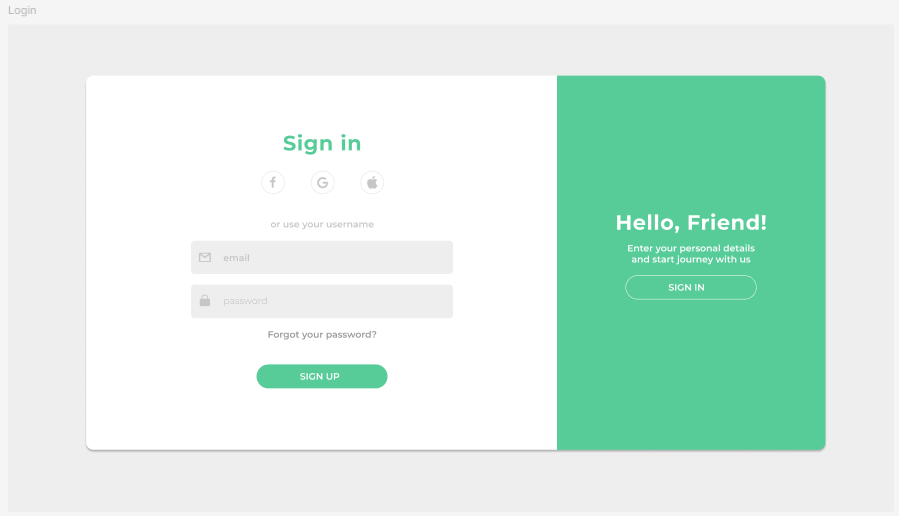 Login
Sign in
or use your username
email
password
Forgot your password?
SIGN UP
Hello, Friend!
Enter your personal details
and start journey with us
SIGN IN